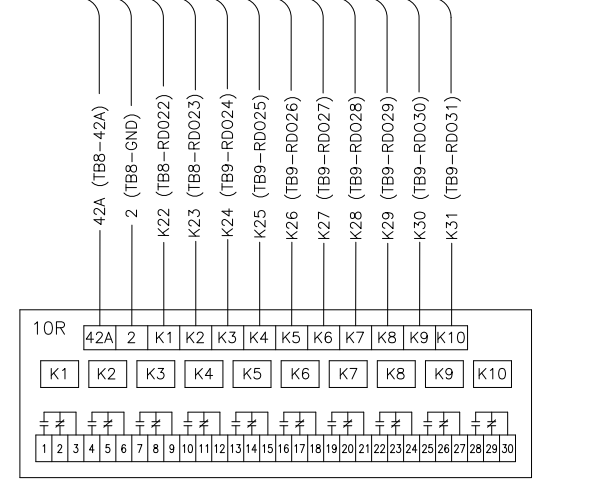 42A (TB8-42A)
2 (TB8-GND)
K22 (TB8-RDO22)
K23 (TB8-RDO23)
K24 (TB9-RDO24)
K25 (TB9-RDO25)
K26 (TB9-RDO26)
K27 (TB9-RDO27)
K28 (TB9-RDO28)
K29 (TB9-RDO29)
K30 (TB9-RDO30)
K31 (TB9-RDO31)
10R
42A 2 K1 K2 K3 K4 K5 K6 K7 K8 K9 K10
K1 K2 K3 K4 K5 K6 K7 K8 K9 K10
1 2 3 4 5 6 7 8 9 10 11 12 13 14 15 16 17 18 19 20 21 22 23 24 25 26 27 28 29 30